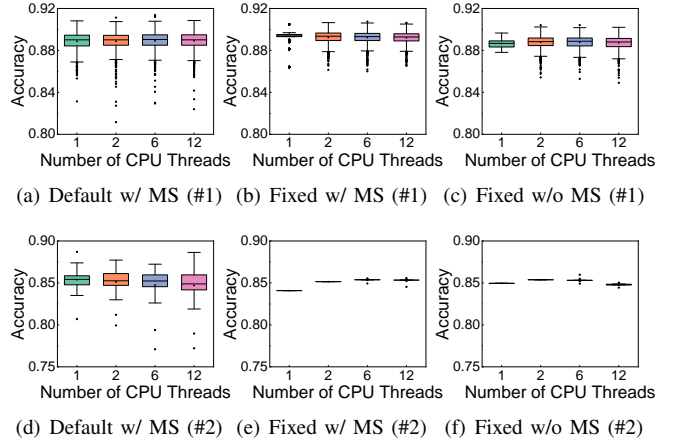 0.92
0.88
0.84
0.80
Accuracy
1 2 6 12
Number of CPU Threads
(a) Default w/ MS (#1)
0.92
0.88
0.84
0.80
Accuracy
1 2 6 12
Number of CPU Threads
(b) Fixed w/ MS (#1)
0.92
0.88
0.84
0.80
Accuracy
1 2 6 12
Number of CPU Threads
(c) Fixed w/o MS (#1)
0.90
0.85
0.80
0.75
Accuracy
1 2 6 12
Number of CPU Threads
(d) Default w/ MS (#2)
0.90
0.85
0.80
0.75
Accuracy
1 2 6 12
Number of CPU Threads
(e) Fixed w/ MS (#2)
0.90
0.85
0.80
0.75
Accuracy
1 2 6 12
Number of CPU Threads
(f) Fixed w/o MS (#2)